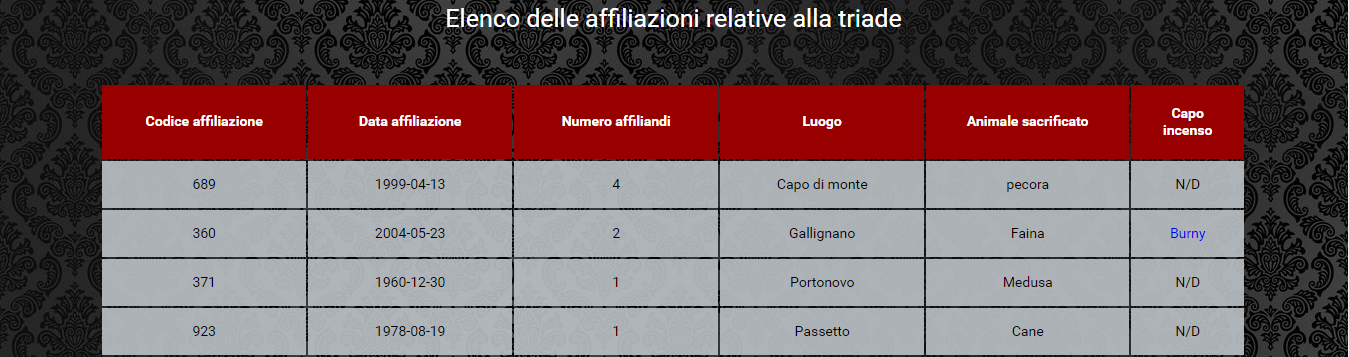 Elenco delle affiliazioni relative alla triade
Codice affiliazione Data affiliazione Numero affiliandi Luogo Animale sacrificato Capo incenso
689 1999-04-13 4 Capo di monte pecora N/D
360 2004-05-23 2 Gallignano Faina Burny
371 1960-12-30 1 Portonovo Medusa N/D
923 1978-08-19 1 Passetto Cane N/D